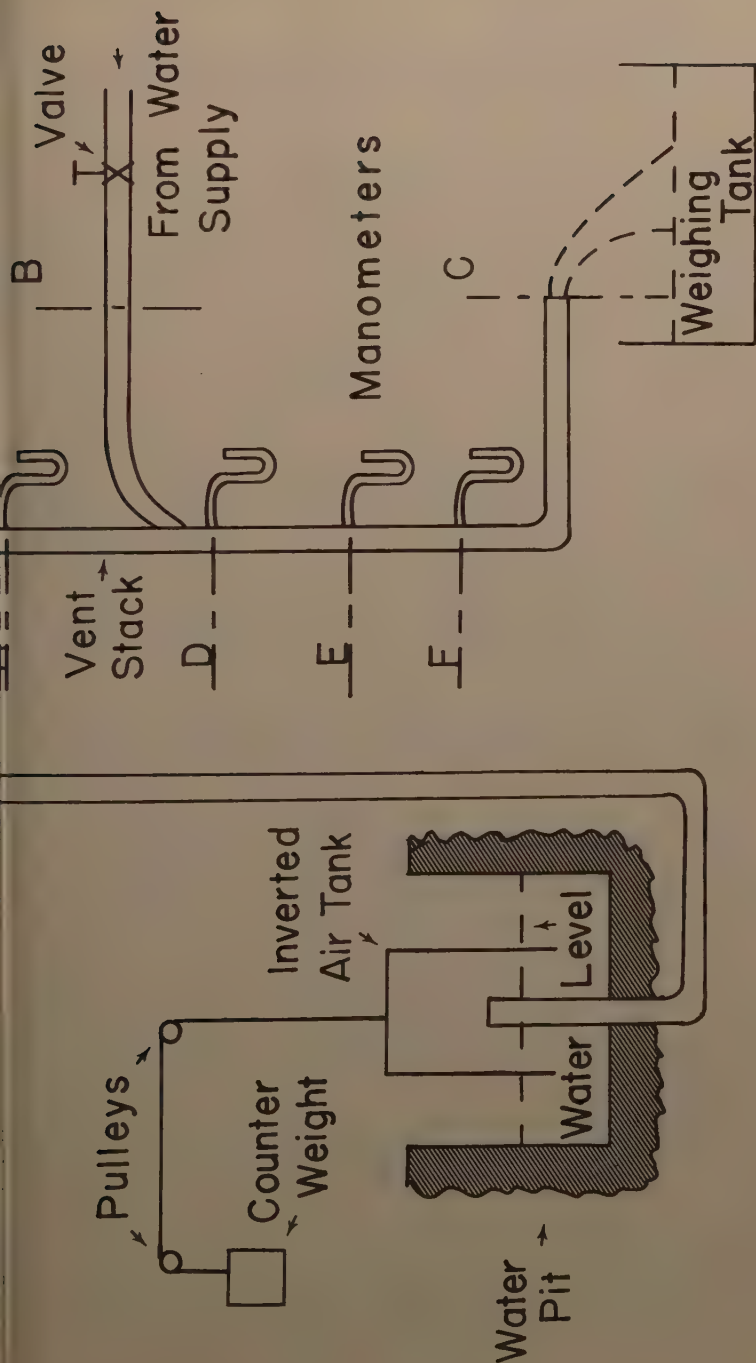 Pulleys
Counter
Weight
Inverted
Air Tank
Water
Level
Water
Pit
Vent
Stack
D
E
F
B
Valve
From Water
Supply
Manometers
C
Weighing
Tank